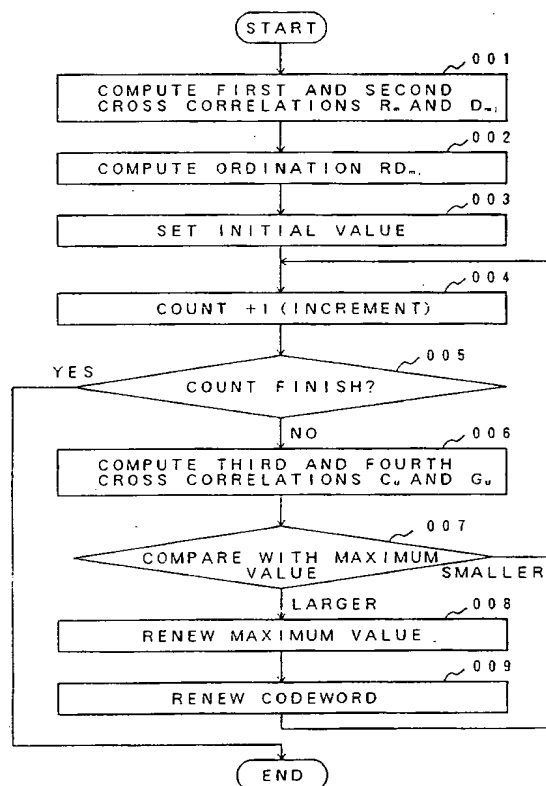 START
001
COMPUTE FIRST AND SECOND
CROSS CORRELATIONS Rm AND Dmi
002
COMPUTE ORDINATION RDmi
003
SET INITIAL VALUE
004
COUNT +1 (INCREMENT)
005
YES
COUNT FINISH?
NO
006
COMPUTE THIRD AND FOURTH
CROSS CORRELATIONS Cu AND Gu
007
COMPARE WITH MAXIMUM
VALUE
SMALLER
LARGER
008
RENEW MAXIMUM VALUE
009
RENEW CODEWORD
END